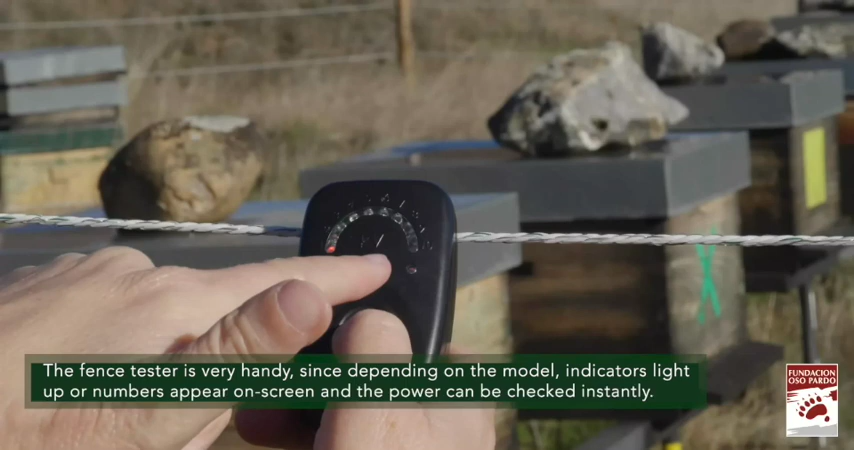 The fence tester is very handy, since depending on the model, indicators light
up or numbers appear on-screen and the power can be checked instantly.
FUNDACION
OSO PARDO